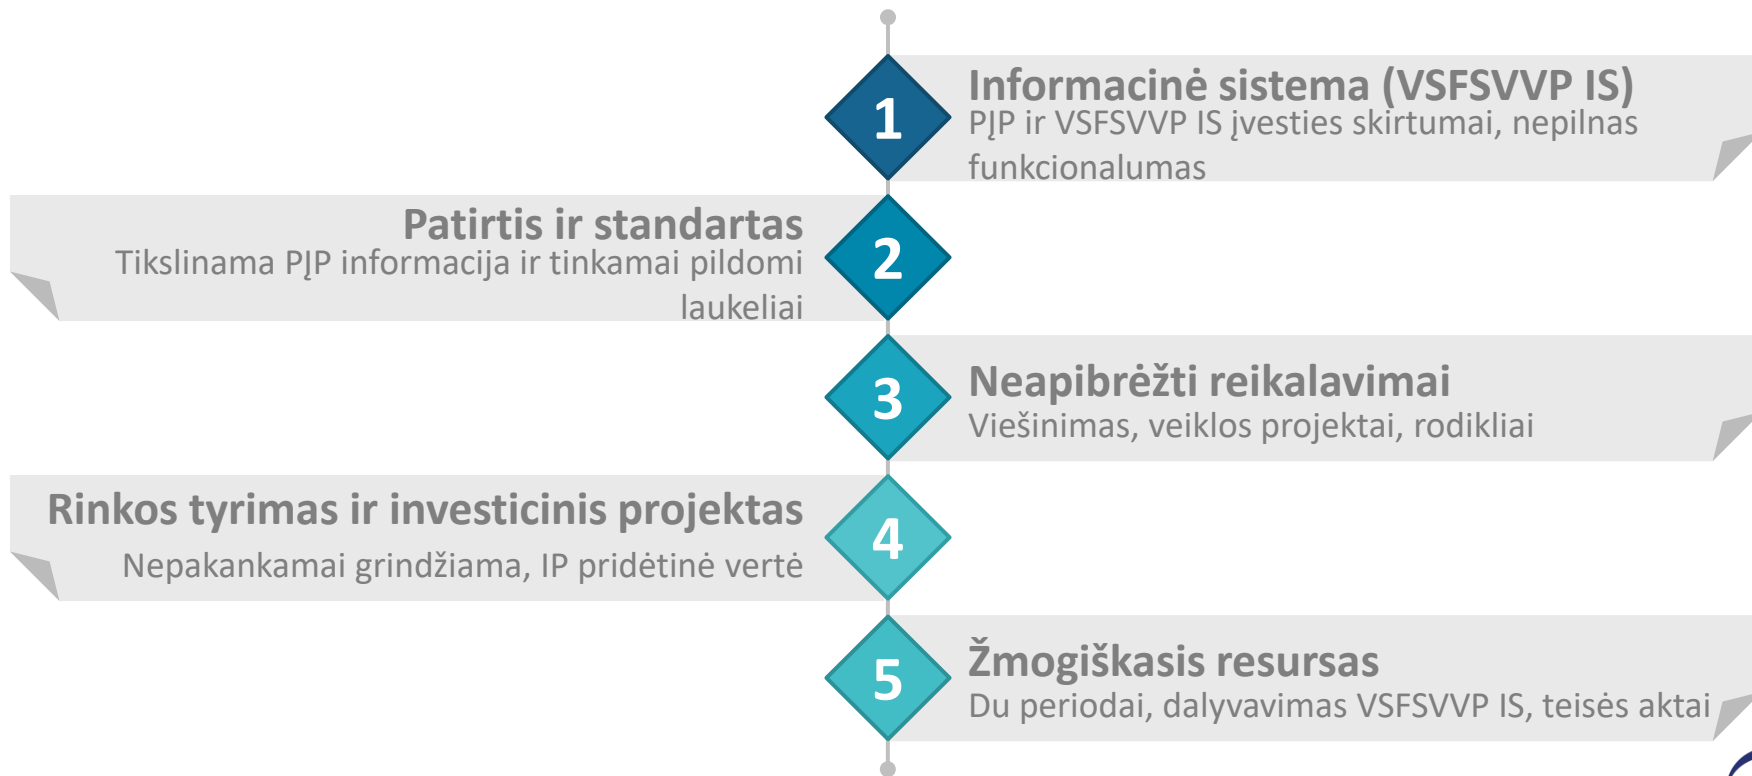 1
Informacinė sistema (VSFSVVP IS)
PĮP ir VSFSVVP IS įvesties skirtumai, nepilnas
funkcionalumas
2
Patirtis ir standartas
Tikslinama PĮP informacija ir tinkamai pildomi
laukeliai
3
Neapibrėžti reikalavimai
Viešinimas, veiklos projektai, rodikliai
4
Rinkos tyrimas ir investicinis projektas
Nepakankamai grindžiama, IP pridėtinė vertė
5
Žmogiškasis resursas
Du periodai, dalyvavimas VSFSVVP IS, teisės aktai